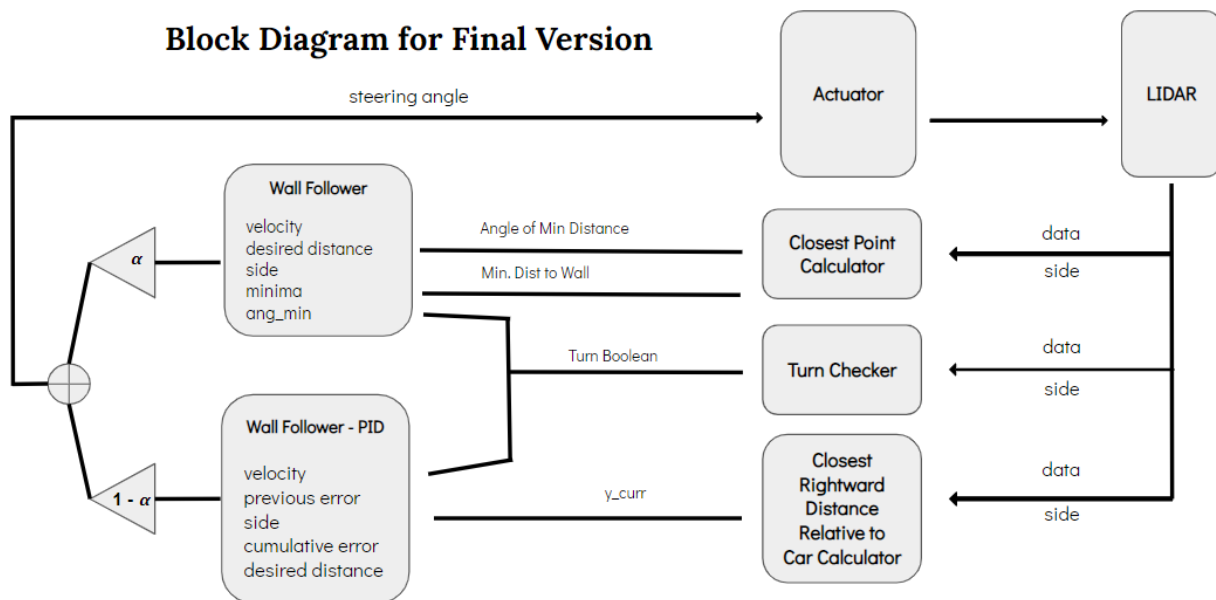 Block Diagram for Final Version
steering angle
Actuator
LIDAR
Wall Follower
velocity
desired distance
side
minima
ang_min
α
Angle of Min Distance
Min. Dist to Wall
Closest Point
Calculator
data
side
Turn Boolean
Turn Checker
data
side
Wall Follower - PID
velocity
previous error
side
cumulative error
desired distance
1 - α
y_curr
Closest
Rightward
Distance
Relative to
Car Calculator
data
side